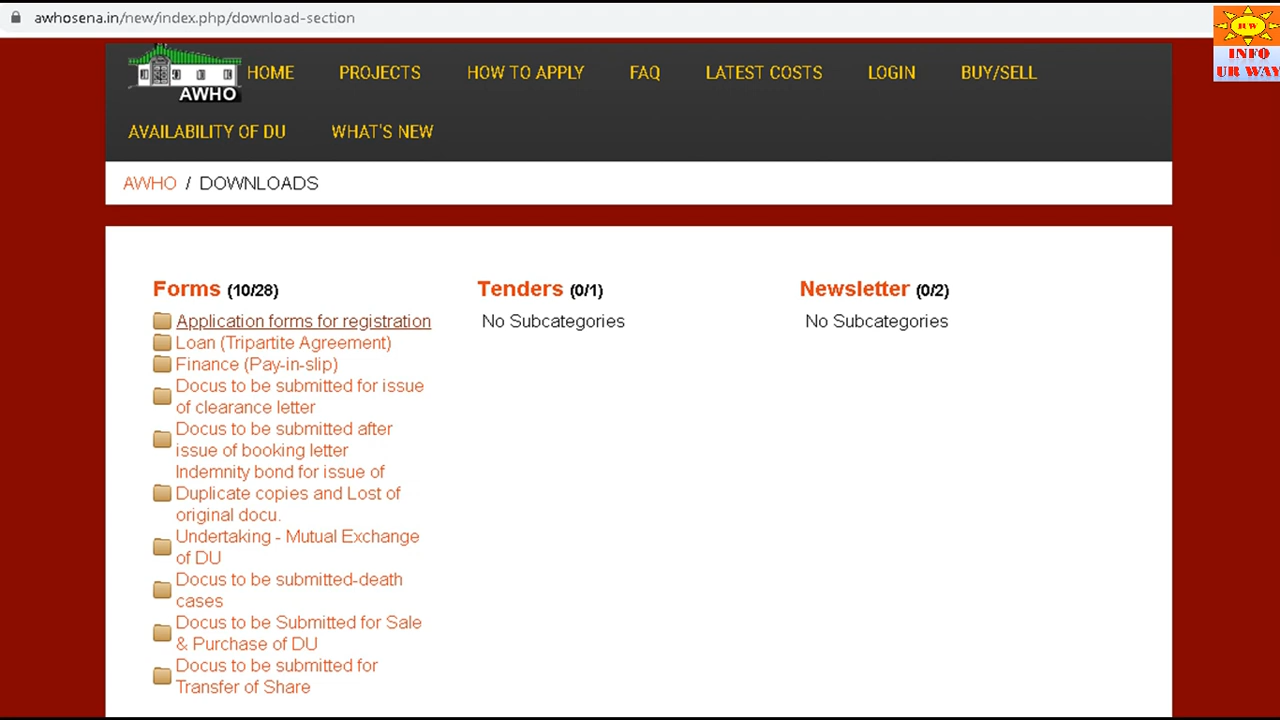 awhosena.in/new/index.php/download-section
IUW
INFO
UR WAY
AWHO
HOME PROJECTS HOW TO APPLY FAQ LATEST COSTS LOGIN BUY/SELL
AVAILABILITY OF DU WHAT'S NEW
AWHO / DOWNLOADS
Forms (10/28)
Application forms for registration
Loan (Tripartite Agreement)
Finance (Pay-in-slip)
Docus to be submitted for issue
of clearance letter
Docus to be submitted after
issue of booking letter
Indemnity bond for issue of
Duplicate copies and Lost of
original docu.
Undertaking - Mutual Exchange
of DU
Docus to be submitted-death
cases
Docus to be Submitted for Sale
& Purchase of DU
Docus to be submitted for
Transfer of Share
Tenders (0/1)
No Subcategories
Newsletter (0/2)
No Subcategories